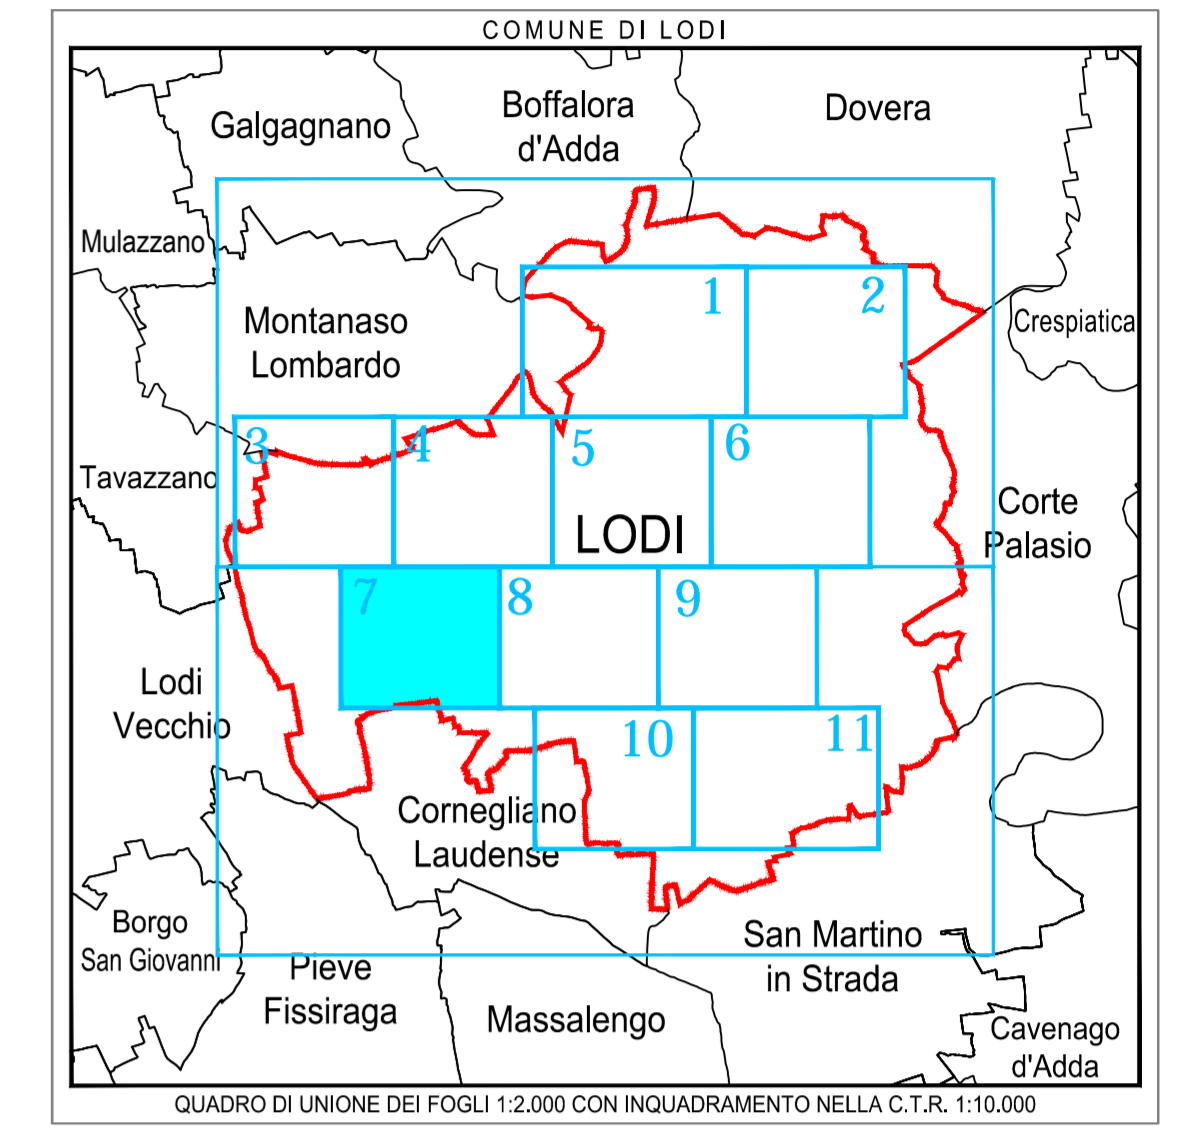 COMUNE DI LODI
Galgagnano
Boffalora
d'Adda
Dovera
Mulazzano
Montanaso
Lombardo
1
2
Crespiatica
3
4
5
6
Tavazzano
LODI
Corte
Palasio
7
8
9
Lodi
Vecchio
10
11
Cornegliano
Laudense
Borgo
San Giovanni
Pieve
Fissiraga
Massalengo
San Martino
in Strada
Cavenago
d'Adda
QUADRO DI UNIONE DEI FOGLI 1:2.000 CON INQUADRAMENTO NELLA C.T.R. 1:10.000